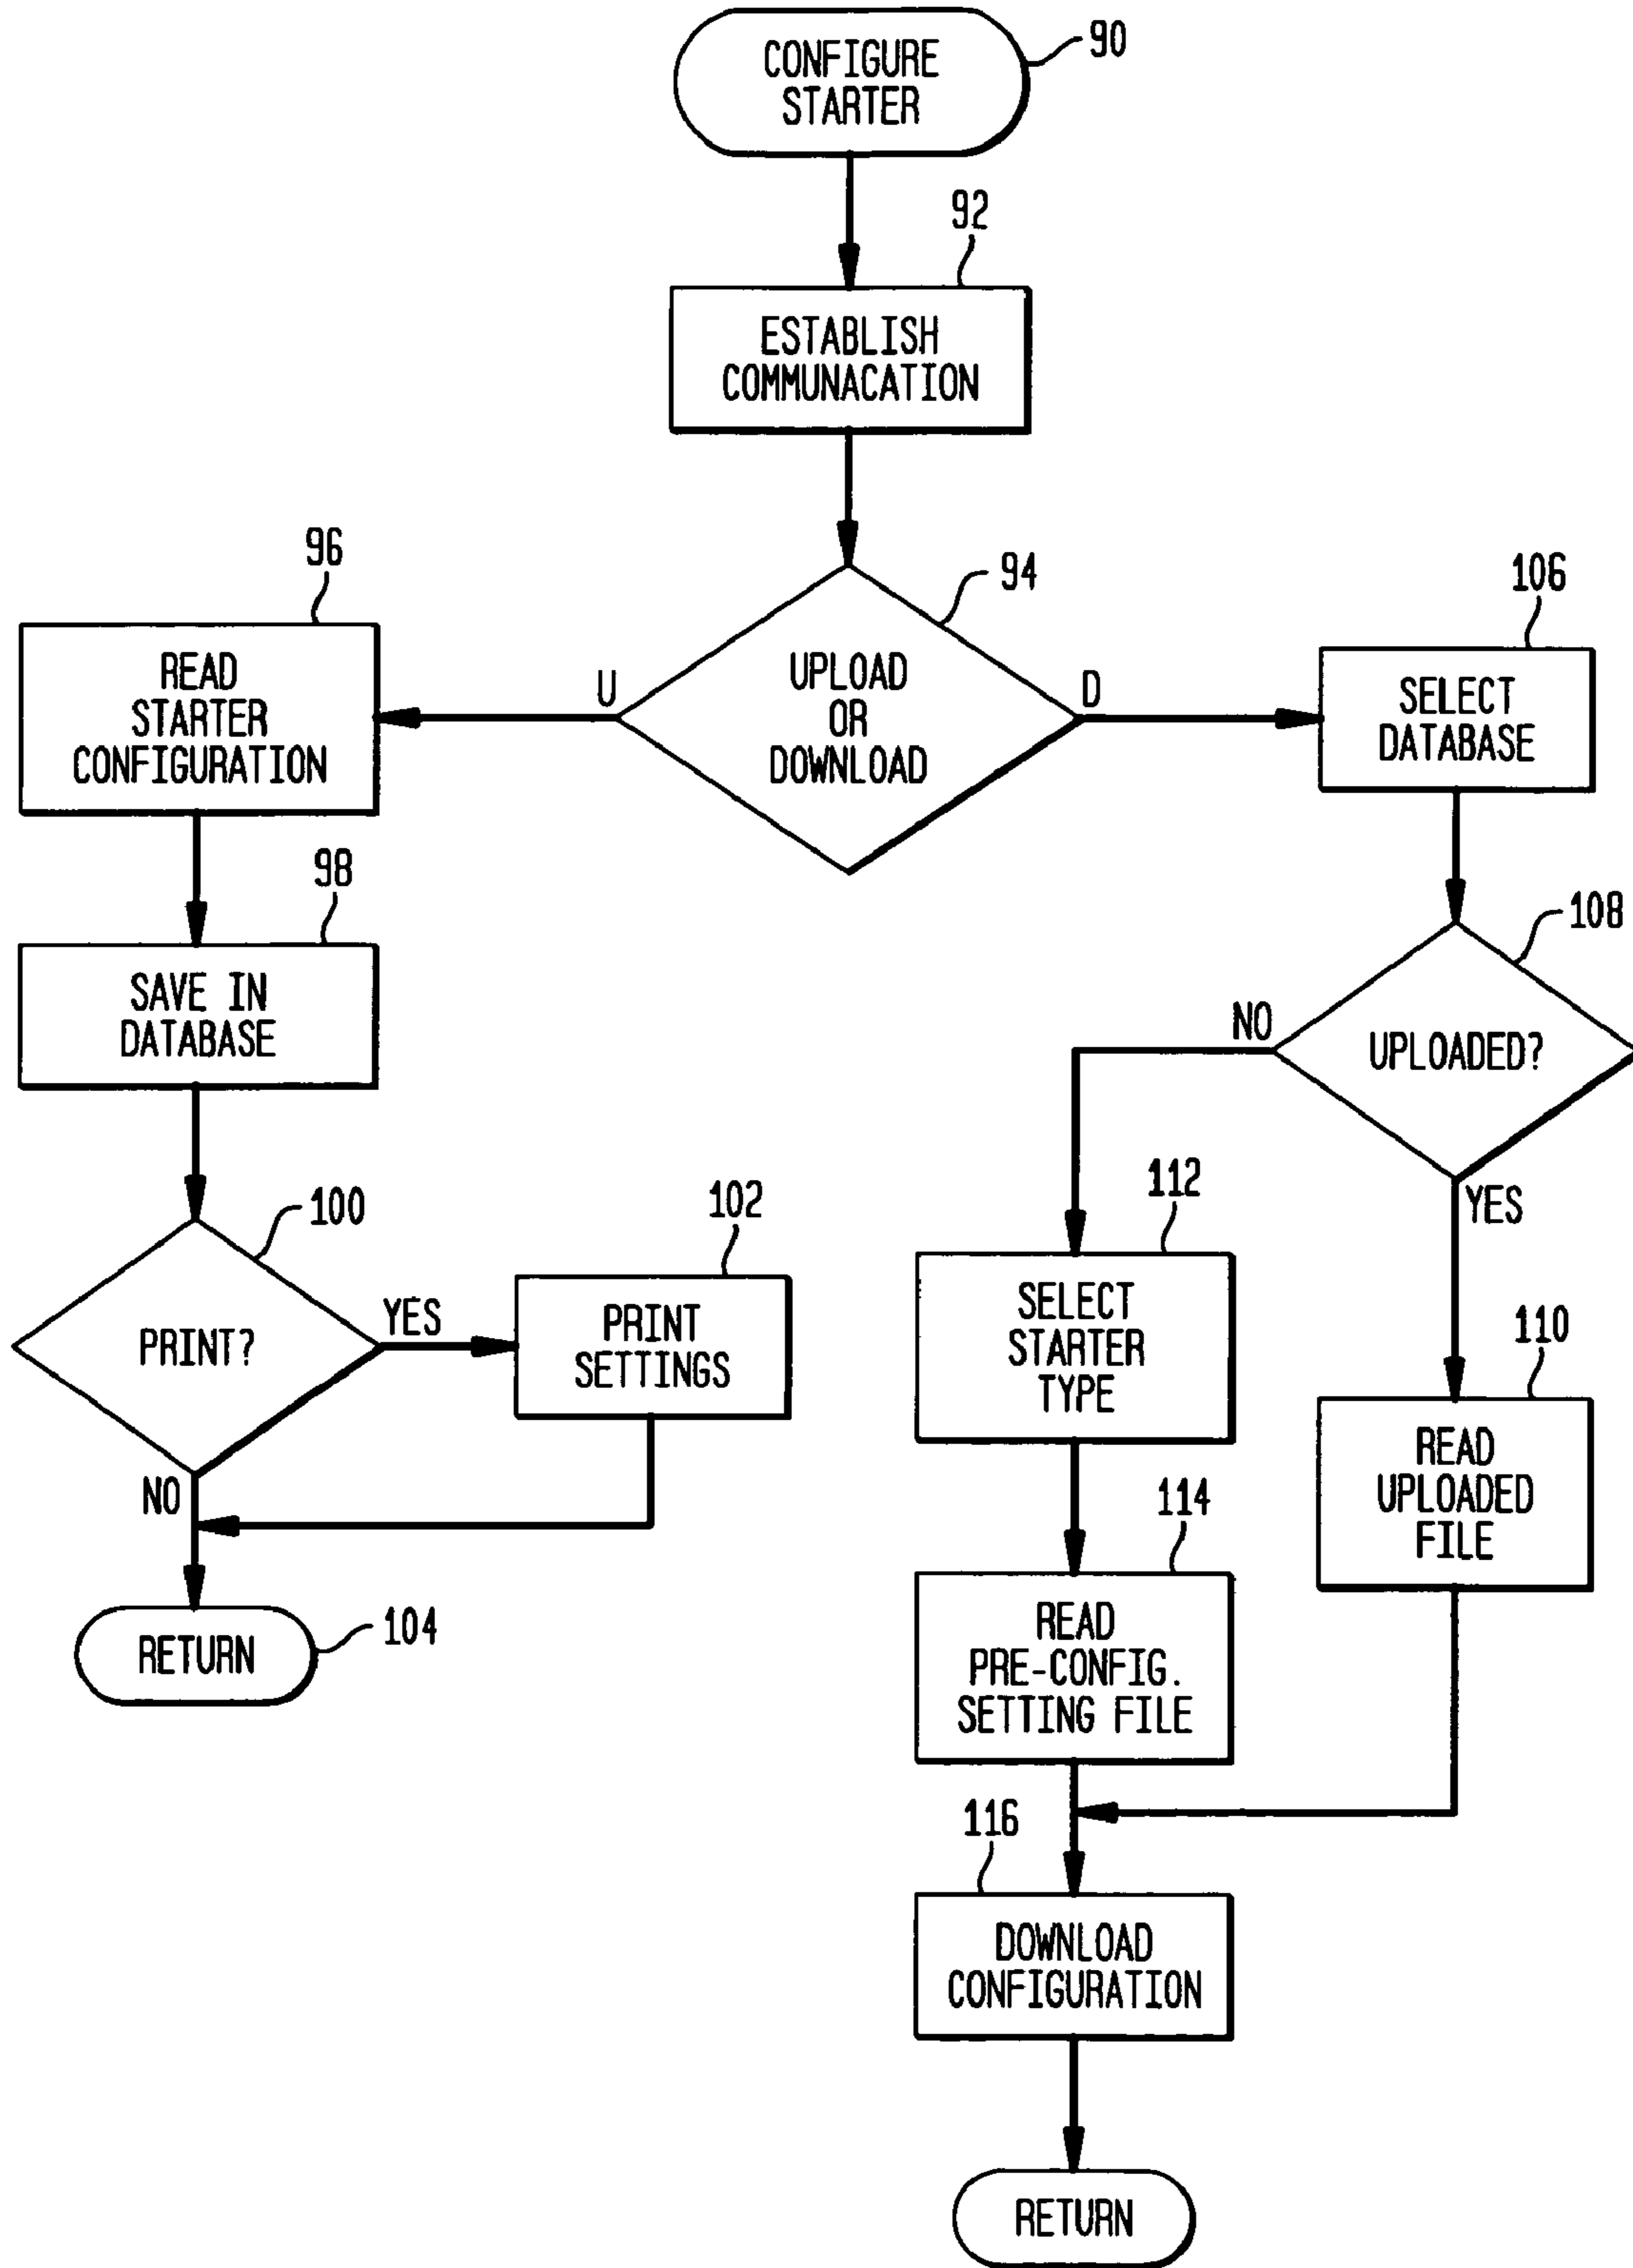 CONFIGURE
STARTER
90
92
ESTABLISH
COMMUNACATION
94
UPLOAD
OR
DOWNLOAD
U
D
96
READ
STARTER
CONFIGURATION
98
SAVE IN
DATABASE
100
PRINT?
YES
NO
102
PRINT
SETTINGS
RETURN
104
106
SELECT
DATABASE
108
UPLOADED?
NO
YES
112
SELECT
STARTER
TYPE
110
READ
UPLOADED
FILE
114
READ
PRE-CONFIG.
SETTING FILE
116
DOWNLOAD
CONFIGURATION
RETURN